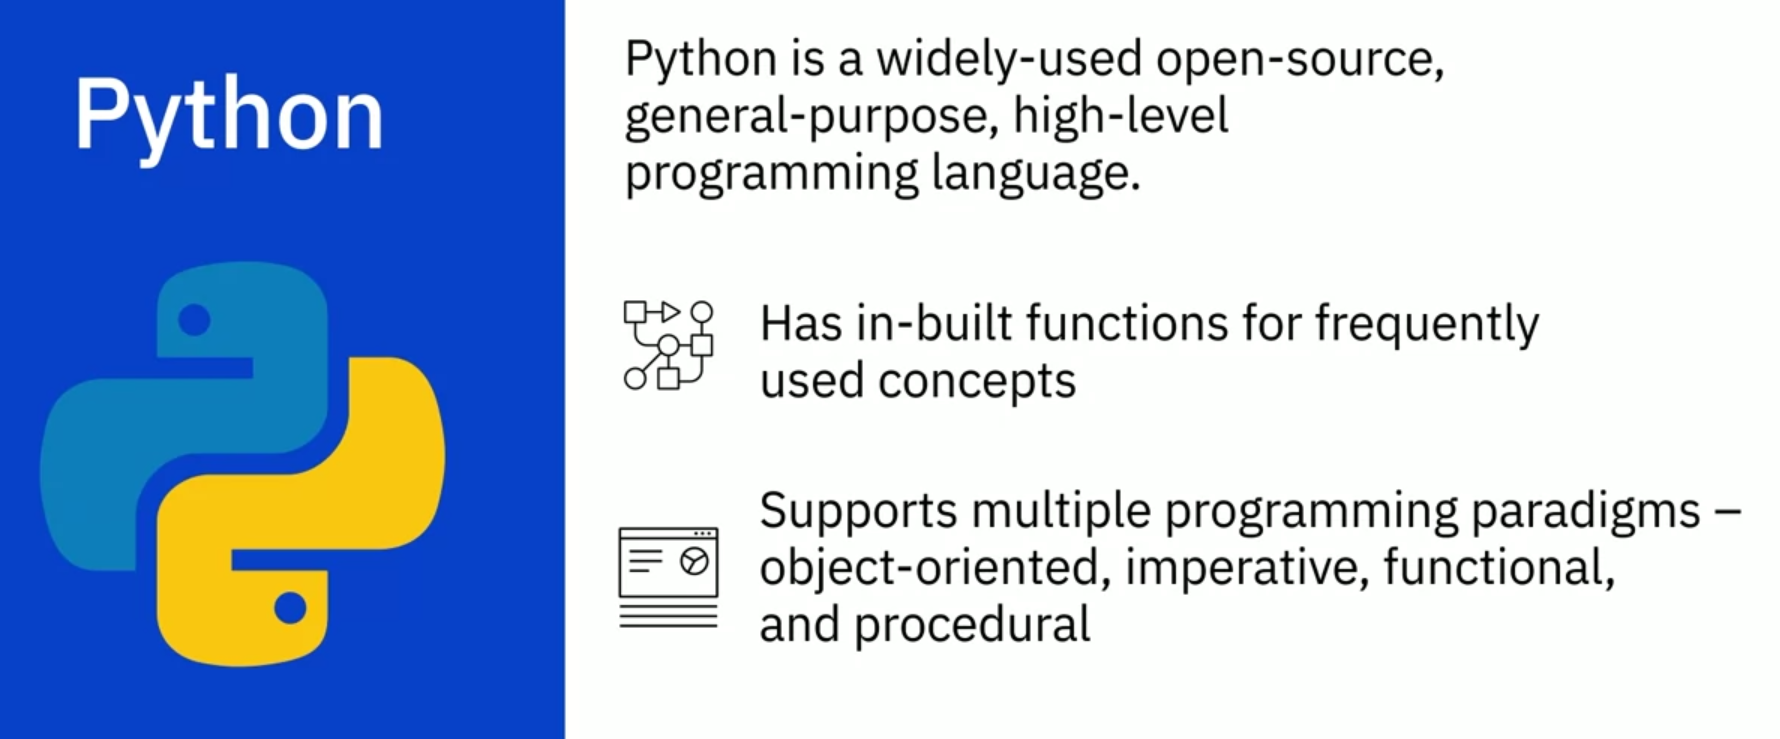 Python
Python is a widely-used open-source,
general-purpose, high-level
programming language.
Has in-built functions for frequently
used concepts
Supports multiple programming paradigms –
object-oriented, imperative, functional,
and procedural